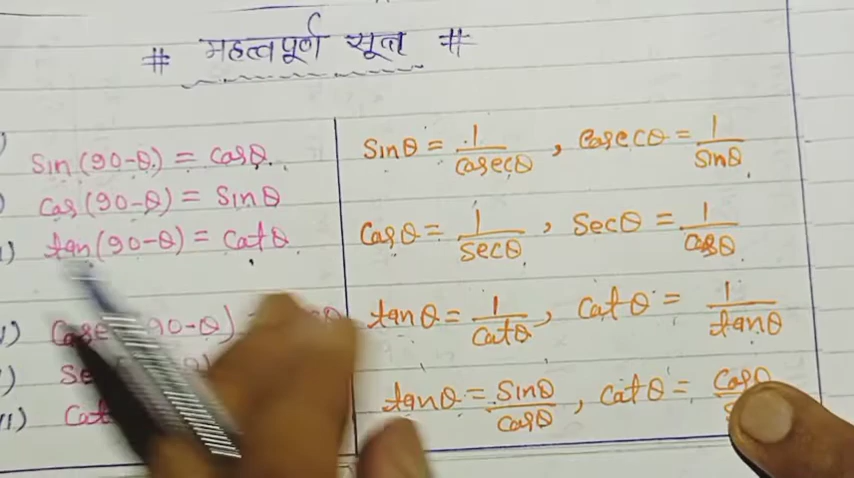 # महत्वपूर्ण सूत्र #
Sin(90-θ) = Cosθ
Cos(90-θ) = Sinθ
tan(90-θ) = Cotθ
90-θ) =
Sinθ = 1/Cosecθ , Cosecθ = 1/Sinθ
Cosθ = 1/Secθ , Secθ = 1/Cosθ
tanθ = 1/Cotθ , Cotθ = 1/tanθ
tanθ = Sinθ/Cosθ , Cotθ = Cosθ